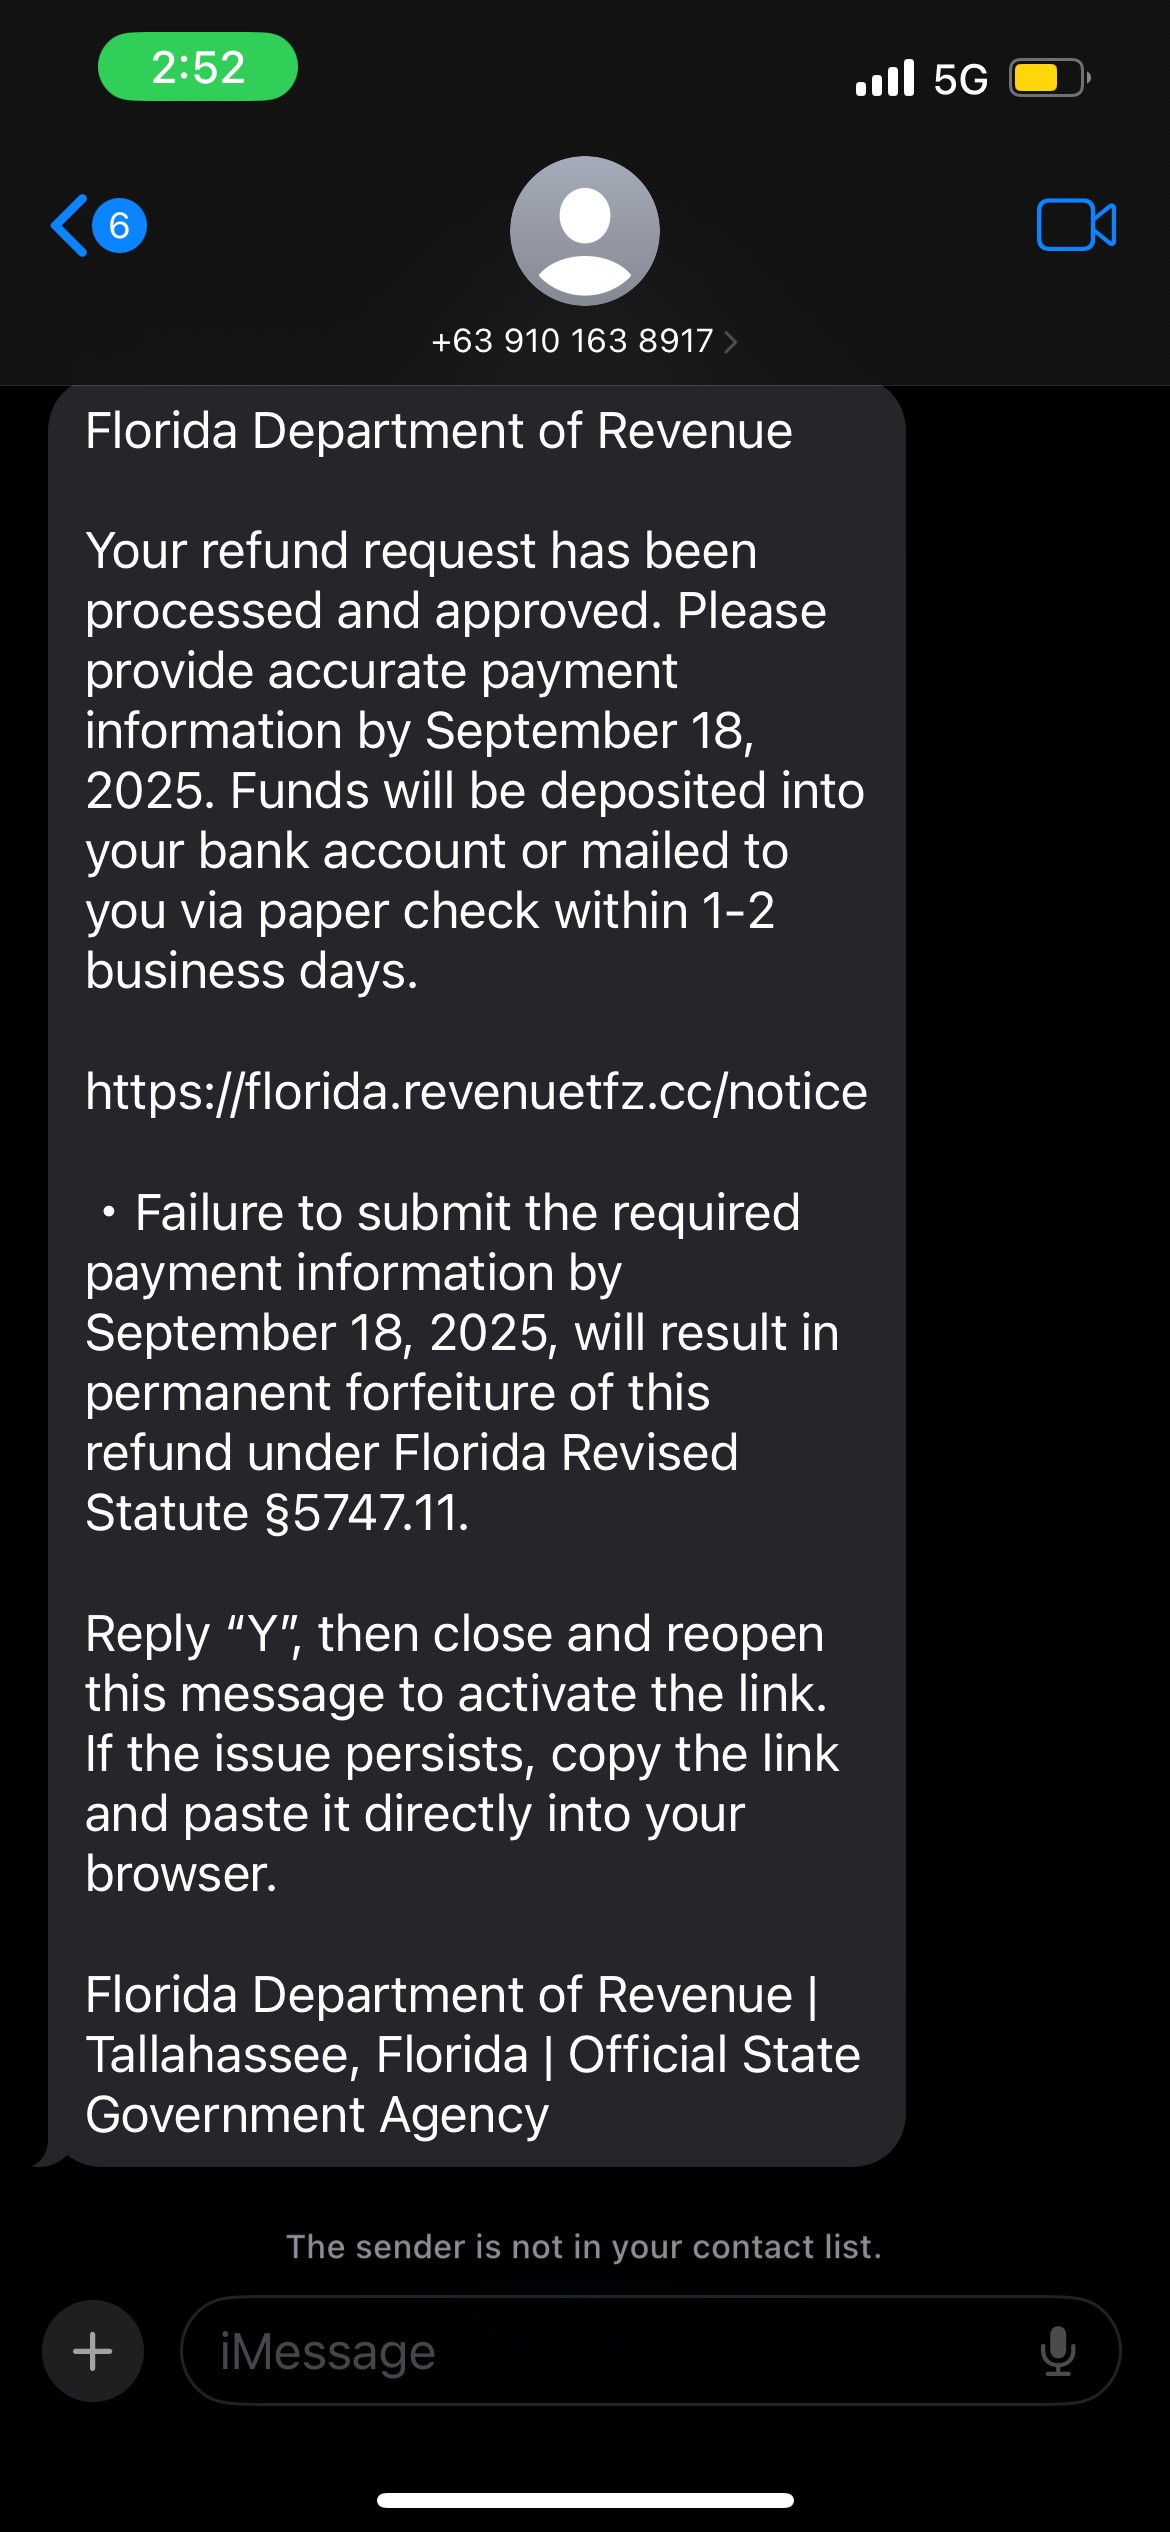 2:52
5G
6
+63 910 163 8917
Florida Department of Revenue
Your refund request has been
processed and approved. Please
provide accurate payment
information by September 18,
2025. Funds will be deposited into
your bank account or mailed to
you via paper check within 1-2
business days.
https://florida.revenuetfz.cc/notice
• Failure to submit the required
payment information by
September 18, 2025, will result in
permanent forfeiture of this
refund under Florida Revised
Statute §5747.11.
Reply “Y”, then close and reopen
this message to activate the link.
If the issue persists, copy the link
and paste it directly into your
browser.
Florida Department of Revenue |
Tallahassee, Florida | Official State
Government Agency
The sender is not in your contact list.
iMessage